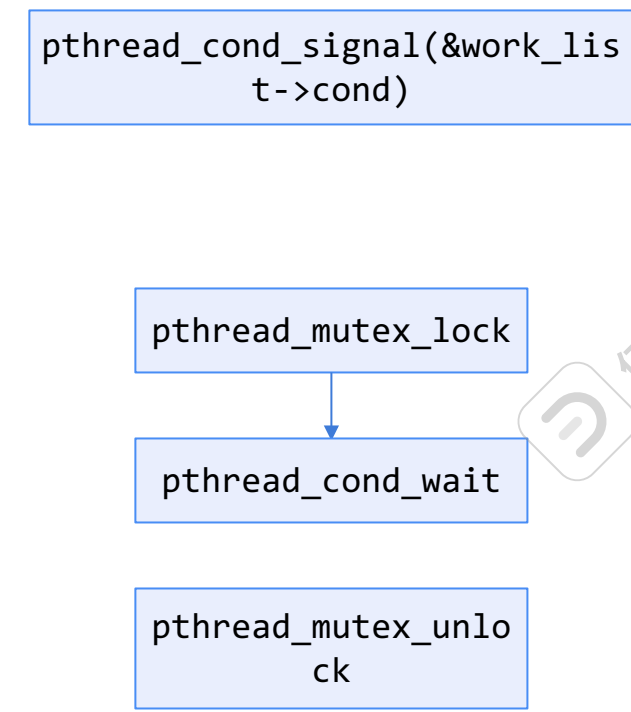 pthread_cond_signal(&work_lis
t->cond)
pthread_mutex_lock
pthread_cond_wait
pthread_mutex_unlo
ck